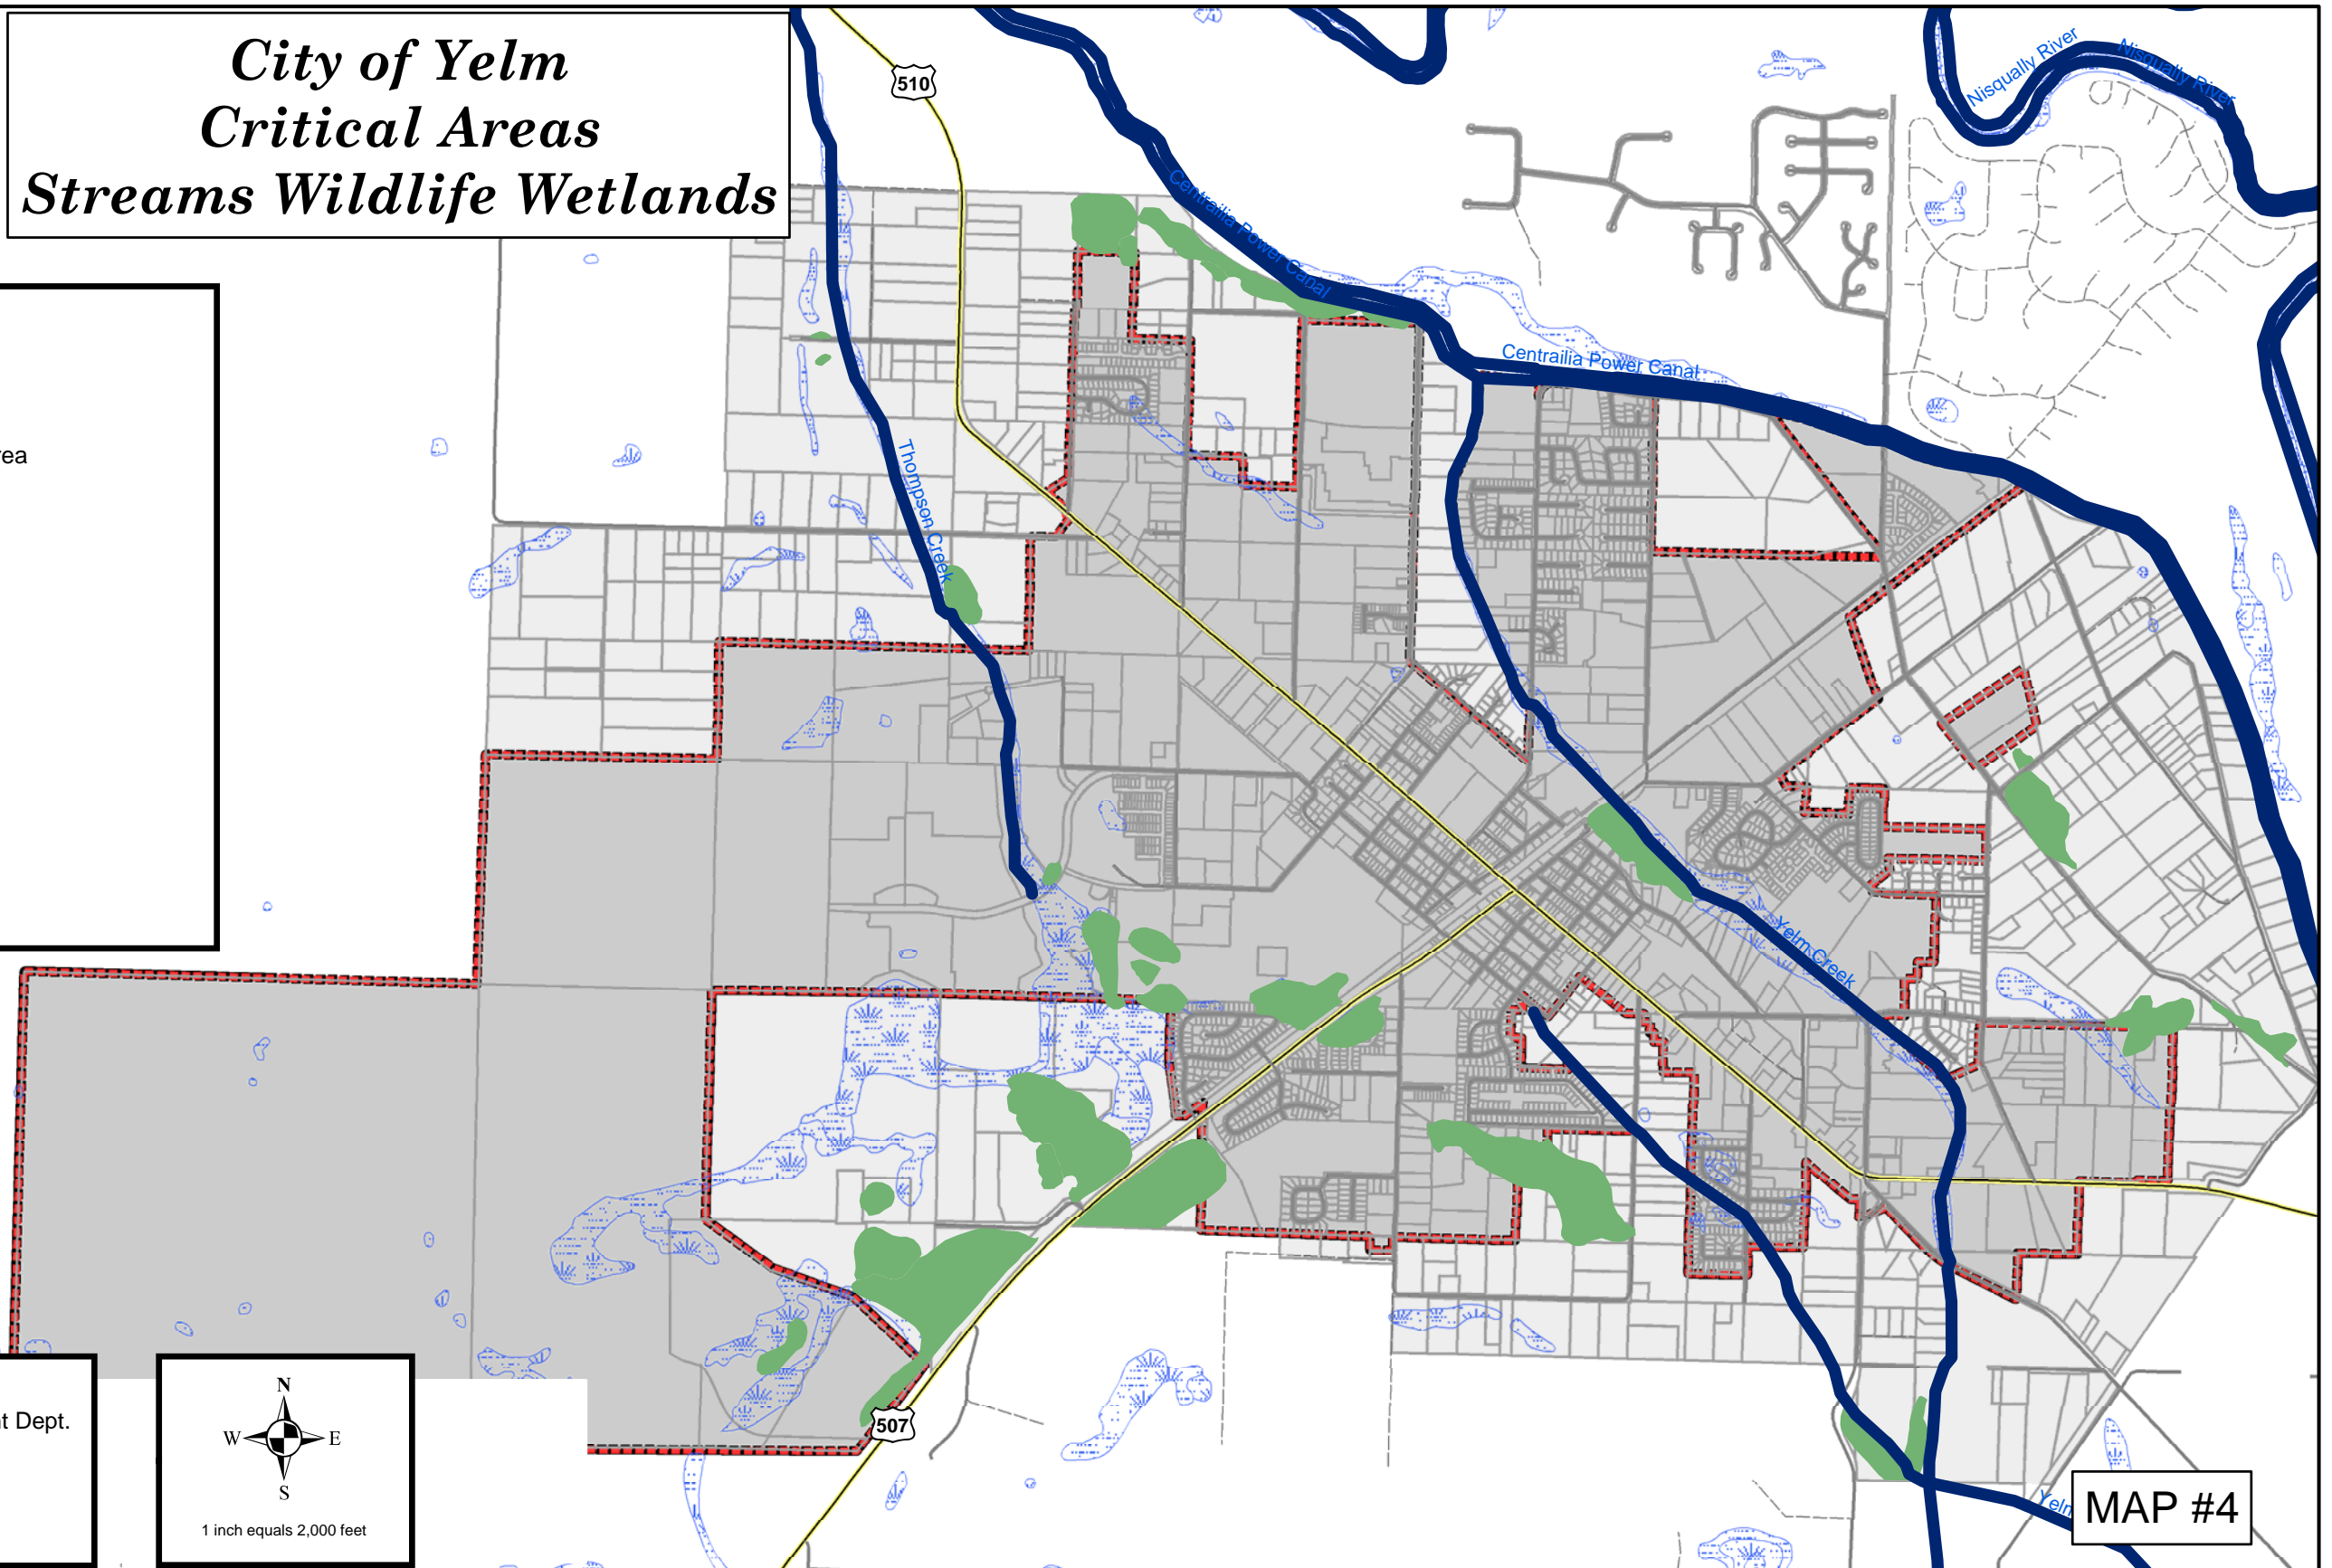 City of Yelm
Critical Areas
Streams Wildlife Wetlands
510
Nisqually River
Nisqually River
Centrailia Power Canal
Centrailia Power Canal
rea
Thompson Creek
Yelm Creek
507
t Dept.
N
W E
S
1 inch equals 2,000 feet
Yelm
MAP #4